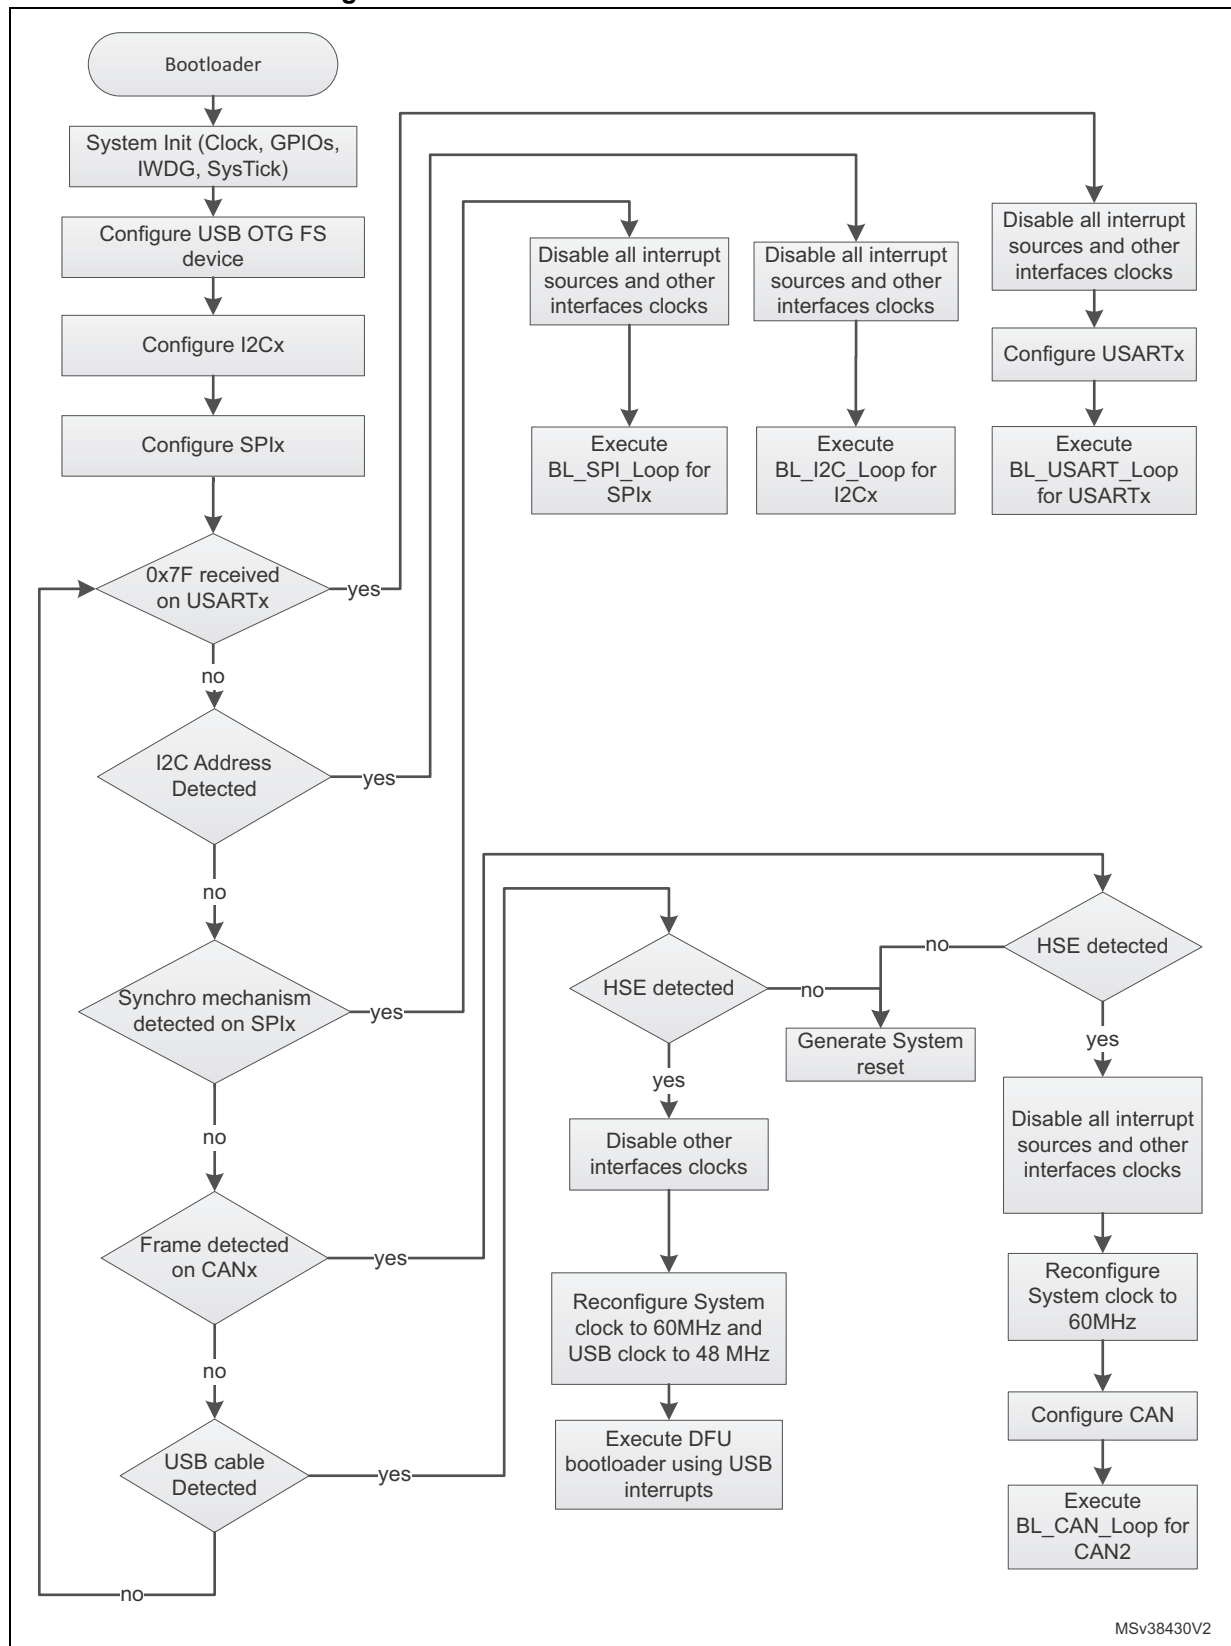 Bootloader
System Init (Clock, GPIOs,
IWDG, SysTick)
Configure USB OTG FS
device
Configure I2Cx
Configure SPIx
0x7F received
on USARTx
yes
no
I2C Address
Detected
yes
no
Synchro mechanism
detected on SPIx
yes
no
Frame detected
on CANx
yes
no
USB cable
Detected
yes
no
Disable all interrupt
sources and other
interfaces clocks
Execute
BL_SPI_Loop for
SPIx
Disable all interrupt
sources and other
interfaces clocks
Execute
BL_I2C_Loop for
I2Cx
Disable all interrupt
sources and other
interfaces clocks
Configure USARTx
Execute
BL_USART_Loop
for USARTx
HSE detected
no
yes
Generate System
reset
Disable other
interfaces clocks
Reconfigure System
clock to 60MHz and
USB clock to 48 MHz
Execute DFU
bootloader using USB
interrupts
HSE detected
no
yes
Disable all interrupt
sources and other
interfaces clocks
Reconfigure
System clock to
60MHz
Configure CAN
Execute
BL_CAN_Loop for
CAN2
MSv38430V2